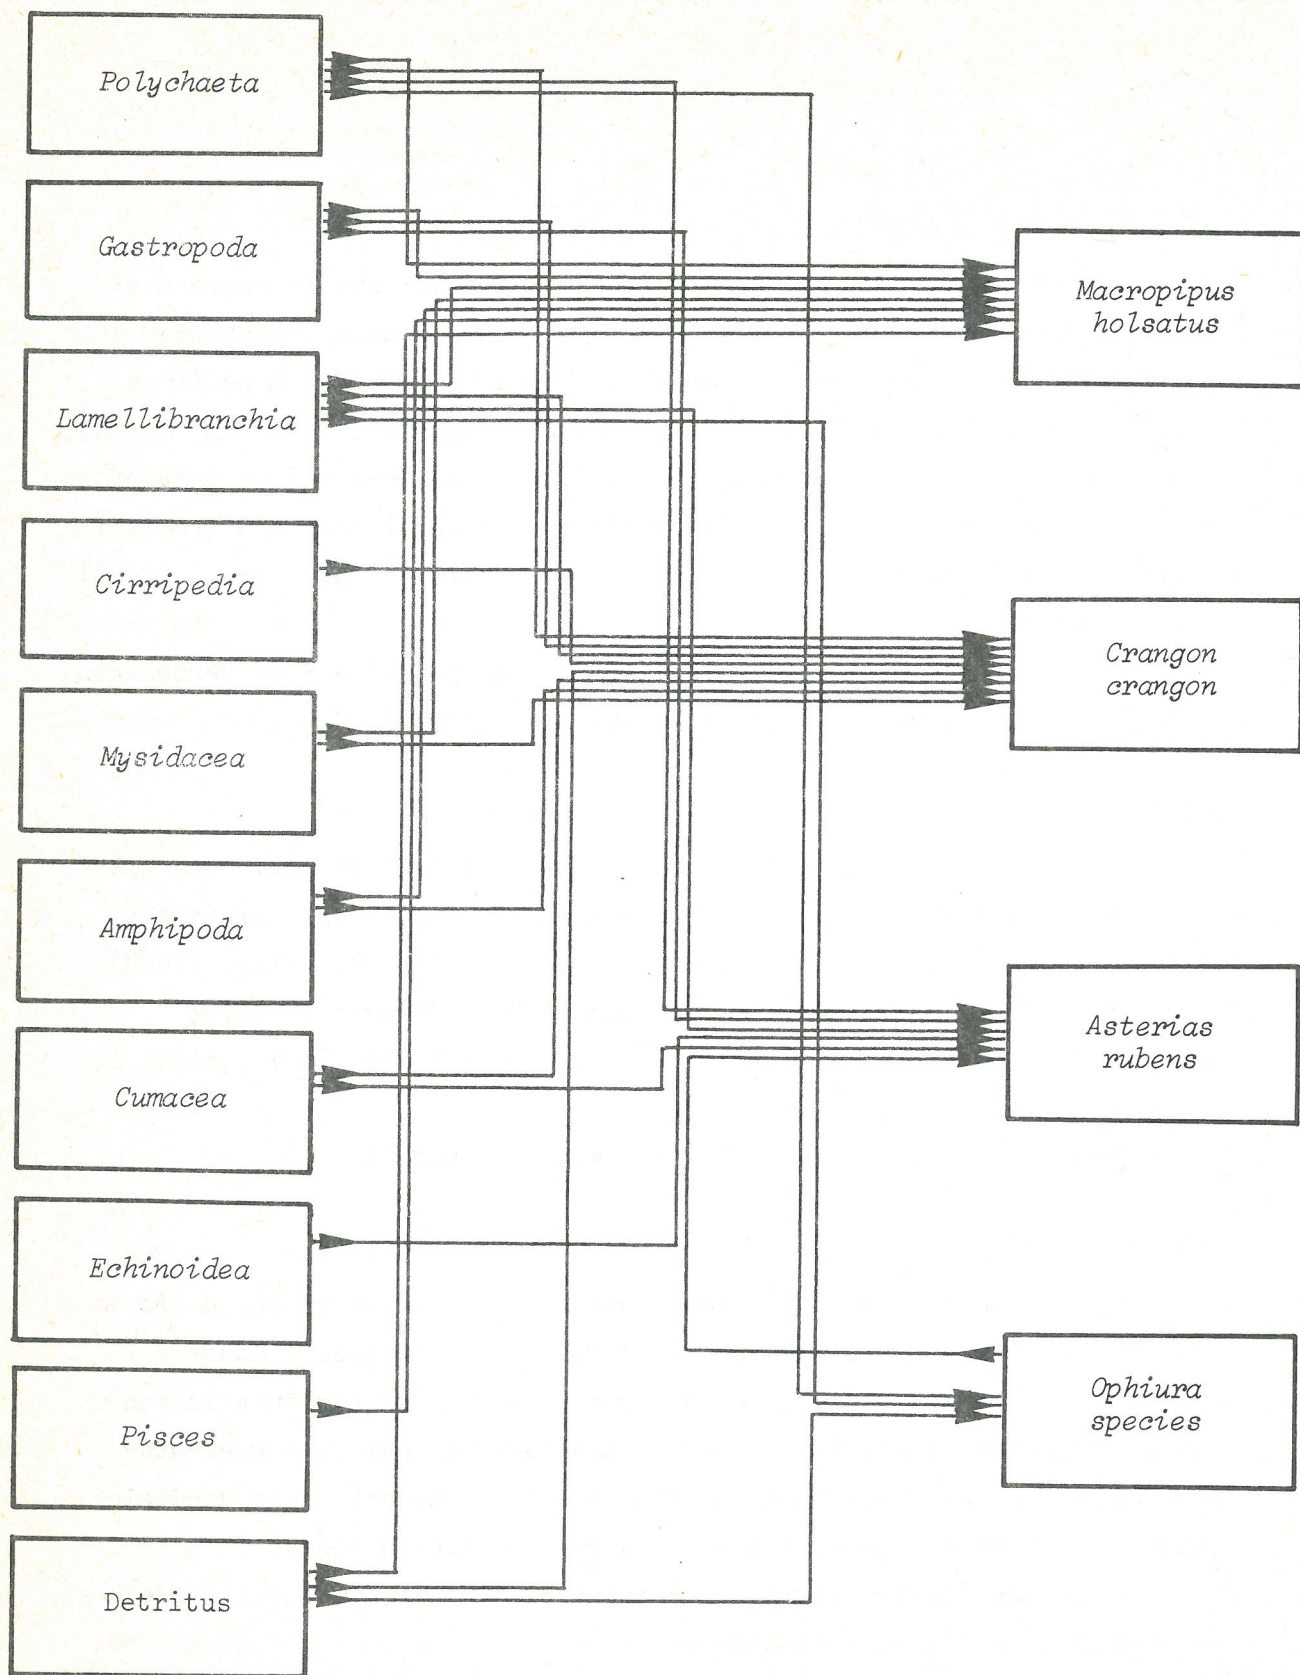 Polychaeta
Gastropoda
Lamellibranchia
Cirripedia
Mysidacea
Amphipoda
Cumacea
Echinoidea
Pisces
Detritus
Macropipus
holsatus
Crangon
crangon
Asterias
rubens
Ophiura
species